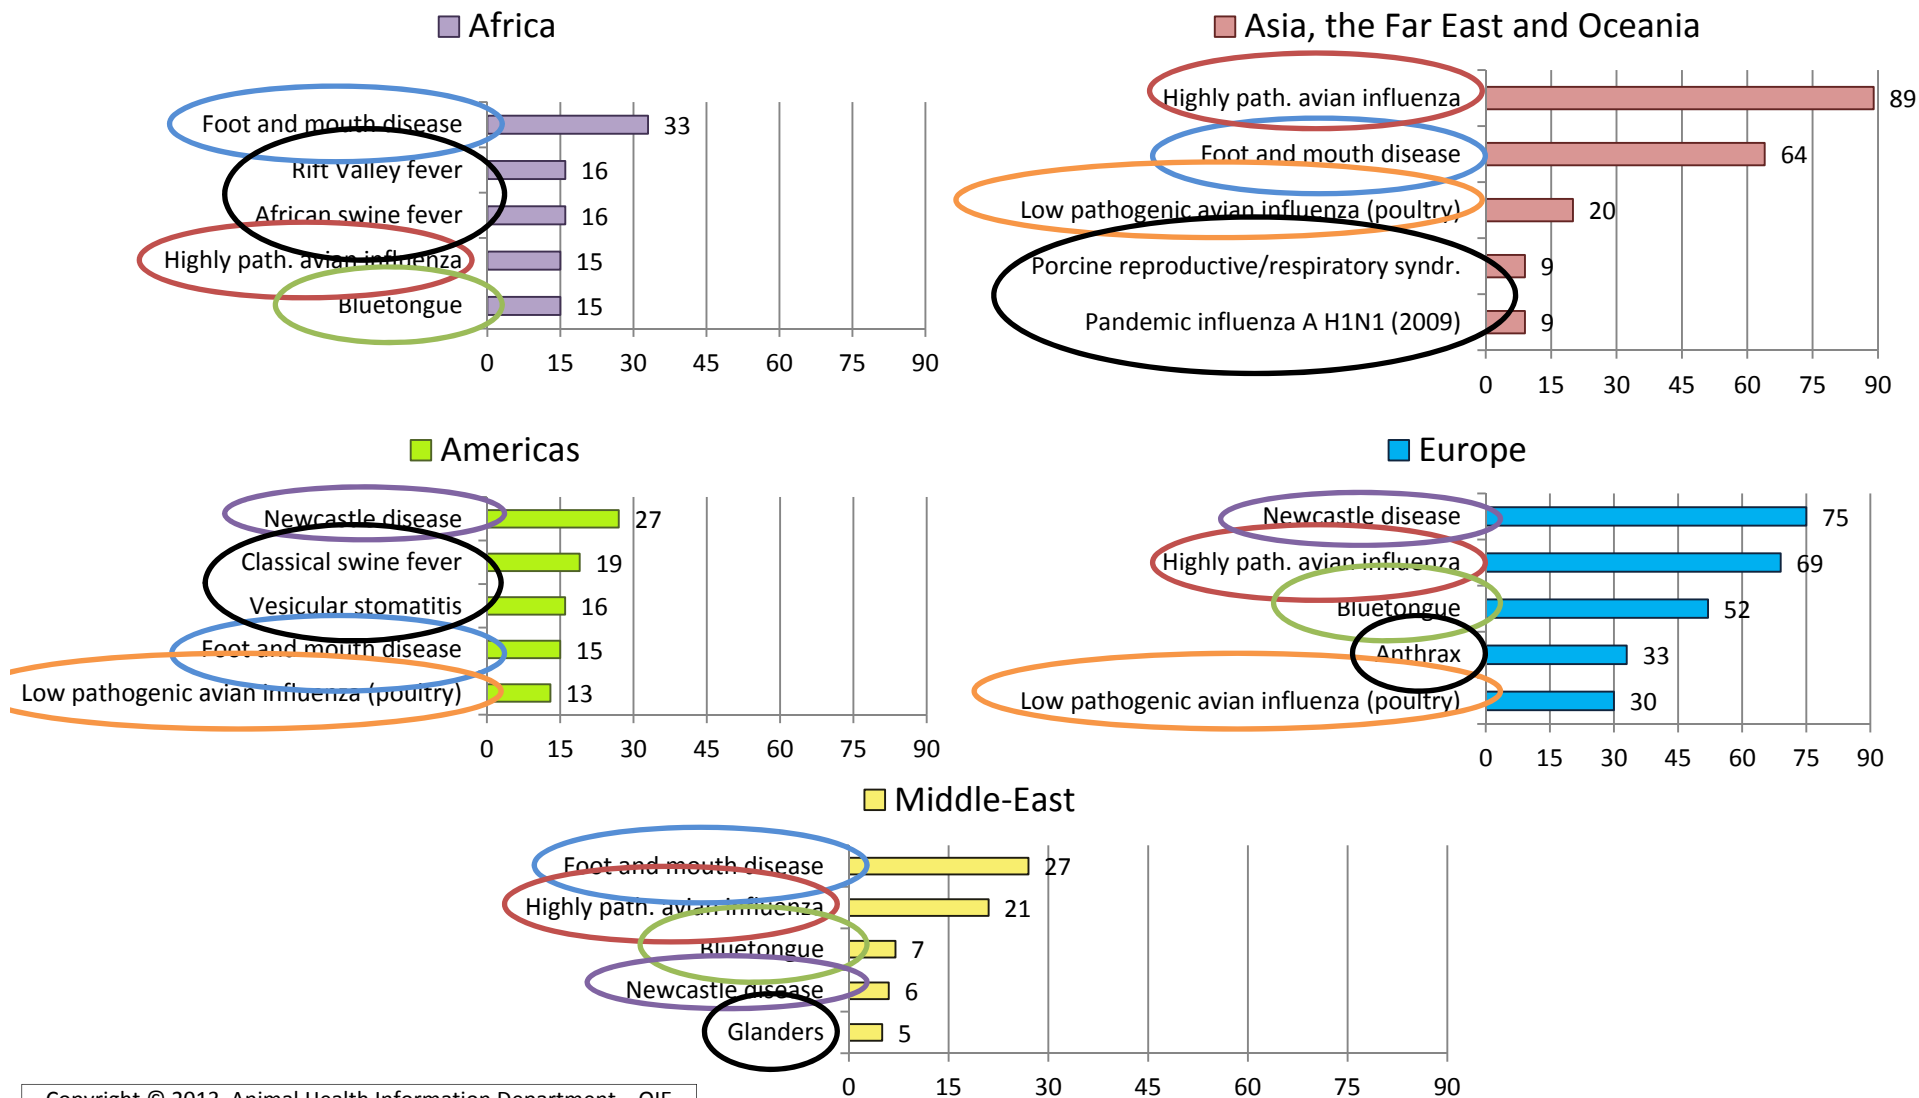 Africa
Foot and mouth disease 33
Rift Valley fever 16
African swine fever 16
Highly path. avian influenza 15
Bluetongue 15
0 15 30 45 60 75 90
Asia, the Far East and Oceania
Highly path. avian influenza 89
Foot and mouth disease 64
Low pathogenic avian influenza (poultry) 20
Porcine reproductive/respiratory syndr. 9
Pandemic influenza A H1N1 (2009) 9
0 15 30 45 60 75 90
Americas
Newcastle disease 27
Classical swine fever 19
Vesicular stomatitis 16
Foot and mouth disease 15
Low pathogenic avian influenza (poultry) 13
0 15 30 45 60 75 90
Europe
Newcastle disease 75
Highly path. avian influenza 69
Bluetongue 52
Anthrax 33
Low pathogenic avian influenza (poultry) 30
0 15 30 45 60 75 90
Middle-East
Foot and mouth disease 27
Highly path. avian influenza 21
Bluetongue 7
Newcastle disease 6
Glanders 5
0 15 30 45 60 75 90
Copyright © 2013, Animal Health Information Department – OIE